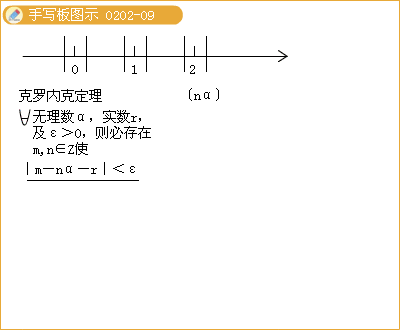 手写板图示 0202-09
0 1 2
克罗内克定理 (nα)
∀无理数α，实数r，
及ε＞0，则必存在
m,n∈Z使
|m－nα－r|＜ε